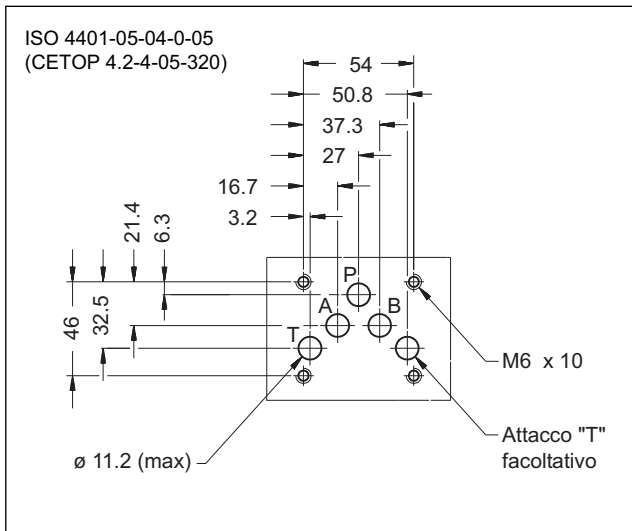 ISO 4401-05-04-0-05
(CETOP 4.2-4-05-320)
54
50.8
37.3
27
16.7
3.2
21.4
6.3
46
32.5
P
A
B
T
M6 x 10
ø 11.2 (max)
Attacco "T"
facoltativo